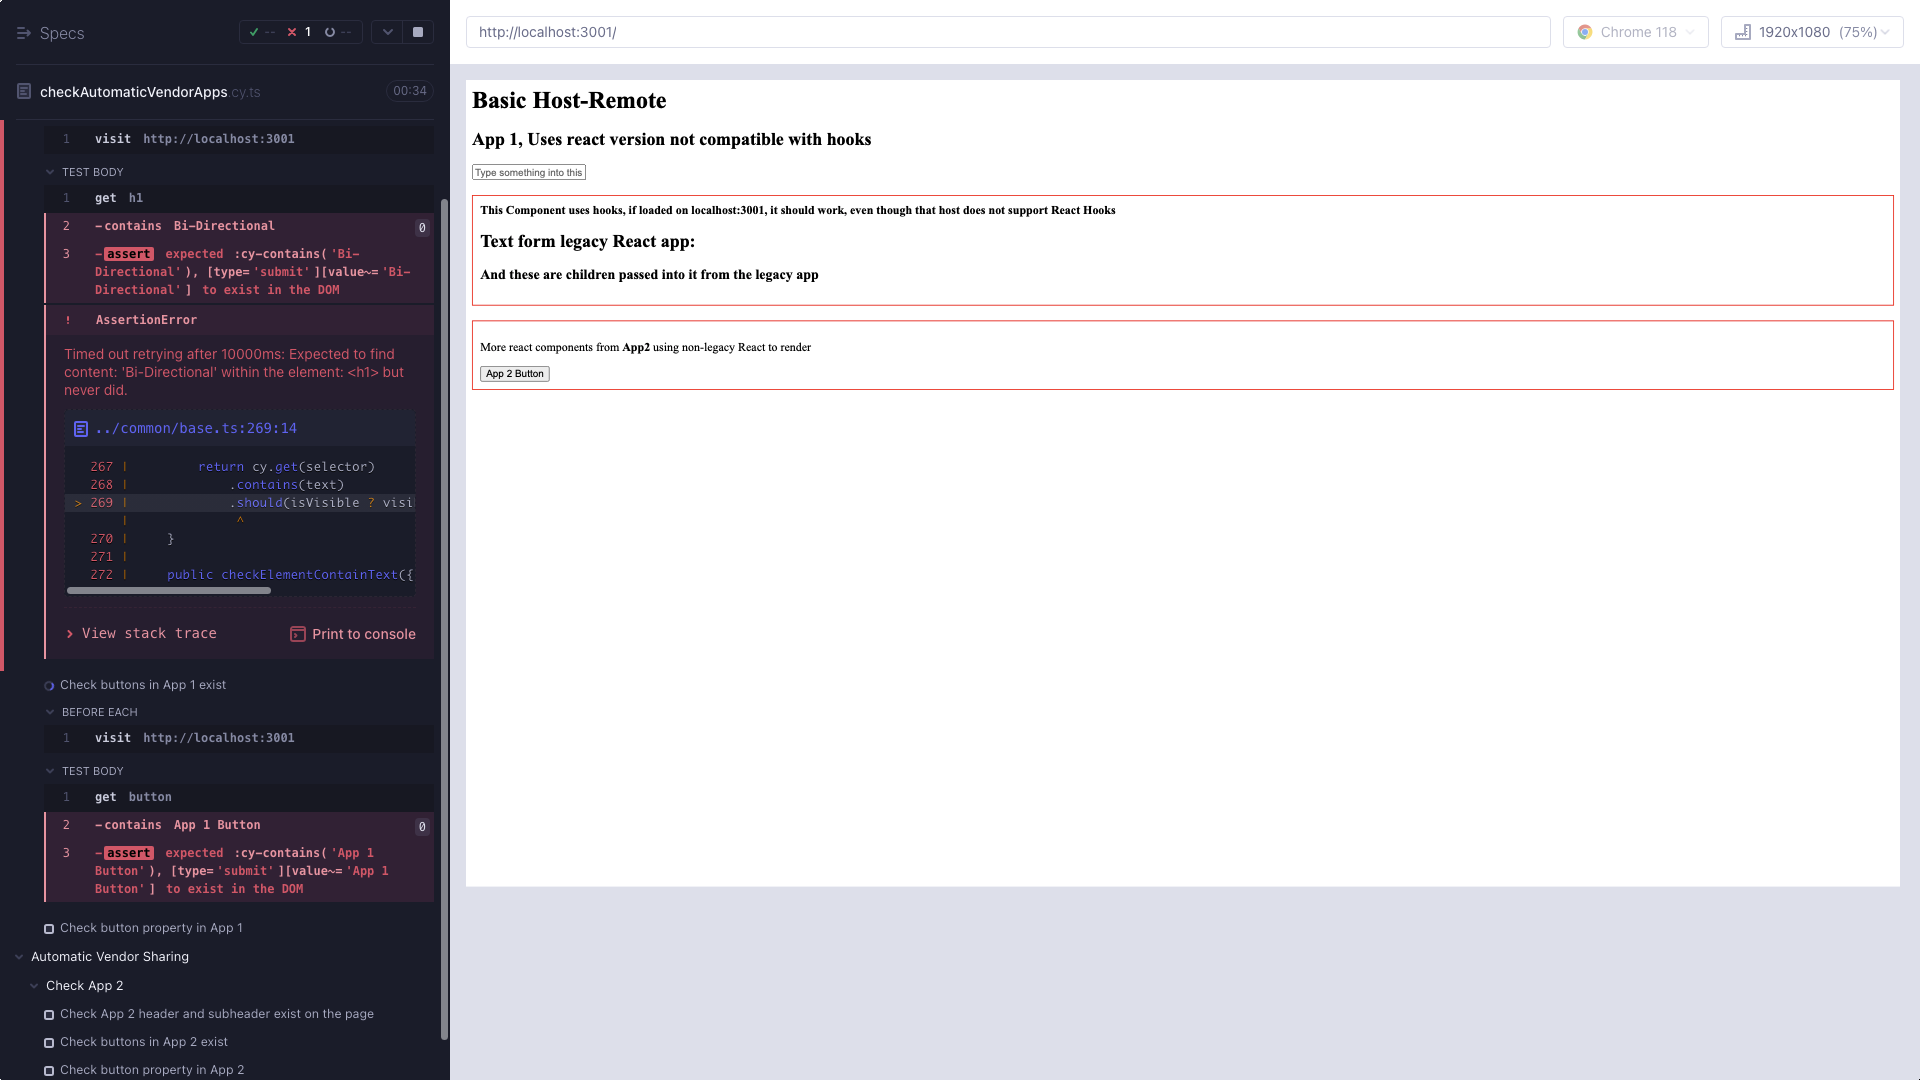 Specs
-- 1 --
checkAutomaticVendorApps.cy.ts 00:34
1 visit http://localhost:3001
TEST BODY
1 get h1
2 -contains Bi-Directional 0
3 -assert expected :cy-contains('Bi-
Directional'), [type='submit'][value~='Bi-
Directional'] to exist in the DOM
! AssertionError
Timed out retrying after 10000ms: Expected to find
content: 'Bi-Directional' within the element: <h1> but
never did.
../common/base.ts:269:14
267 | return cy.get(selector)
268 | .contains(text)
> 269 | .should(isVisible ? visi
| ^
270 | }
271 |
272 | public checkElementContainText({
View stack trace Print to console
Check buttons in App 1 exist
BEFORE EACH
1 visit http://localhost:3001
TEST BODY
1 get button
2 -contains App 1 Button 0
3 -assert expected :cy-contains('App 1
Button'), [type='submit'][value~='App 1
Button'] to exist in the DOM
Check button property in App 1
Automatic Vendor Sharing
Check App 2
Check App 2 header and subheader exist on the page
Check buttons in App 2 exist
Check button property in App 2
http://localhost:3001/ Chrome 118 1920x1080 (75%)
Basic Host-Remote
App 1, Uses react version not compatible with hooks
Type something into this
This Component uses hooks, if loaded on localhost:3001, it should work, even though that host does not support React Hooks
Text form legacy React app:
And these are children passed into it from the legacy app
More react components from App2 using non-legacy React to render
App 2 Button